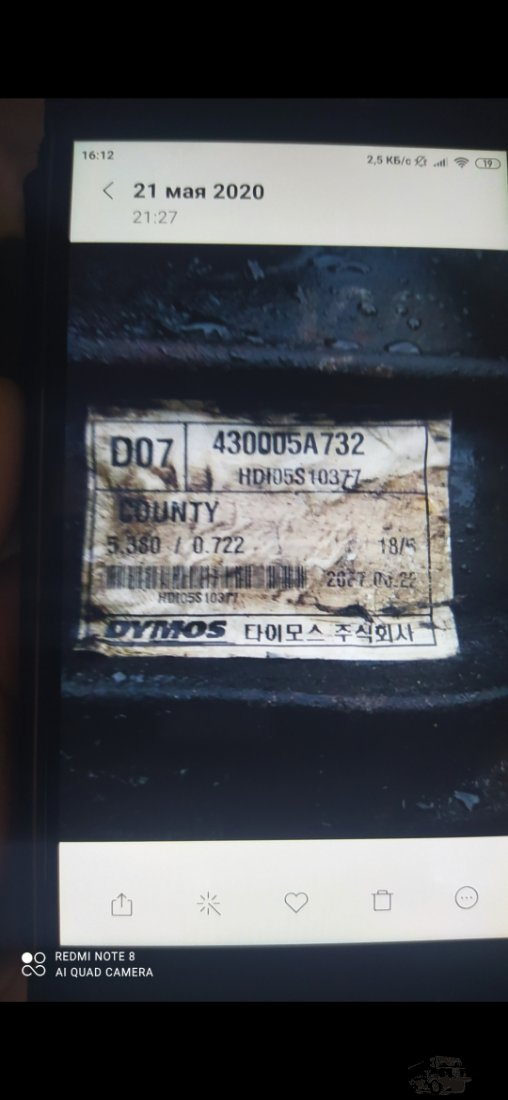 16:12
2,5 КБ/с
19
21 мая 2020
21:27
D07
430005A732
HDI05S10377
COUNTY
5.380 / 0.722
18/5
HDI05S10377
DYMOS 타이모스 주식회사
REDMI NOTE 8
AI QUAD CAMERA